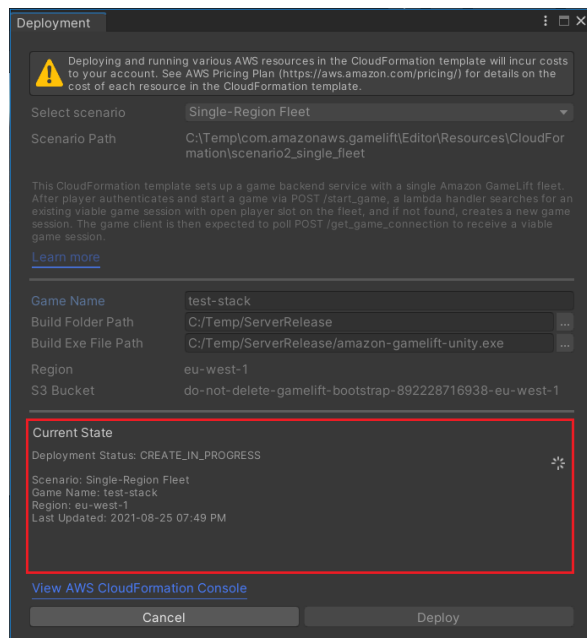 Deployment
Deploying and running various AWS resources in the CloudFormation template will incur costs
to your account. See AWS Pricing Plan (https://aws.amazon.com/pricing/) for details on the
cost of each resource in the CloudFormation template.
Select scenario Single-Region Fleet
Scenario Path C:\Temp\com.amazonaws.gamelift\Editor\Resources\CloudFor
mation\scenario2_single_fleet
This CloudFormation template sets up a game backend service with a single Amazon GameLift fleet.
After player authenticates and start a game via POST /start_game, a lambda handler searches for an
existing viable game session with open player slot on the fleet, and if not found, creates a new game
session. The game client is then expected to poll POST /get_game_connection to receive a viable
game session.
Learn more
Game Name test-stack
Build Folder Path C:/Temp/ServerRelease ...
Build Exe File Path C:/Temp/ServerRelease/amazon-gamelift-unity.exe ...
Region eu-west-1
S3 Bucket do-not-delete-gamelift-bootstrap-892228716938-eu-west-1
Current State
Deployment Status: CREATE_IN_PROGRESS
Scenario: Single-Region Fleet
Game Name: test-stack
Region: eu-west-1
Last Updated: 2021-08-25 07:49 PM
View AWS CloudFormation Console
Cancel Deploy